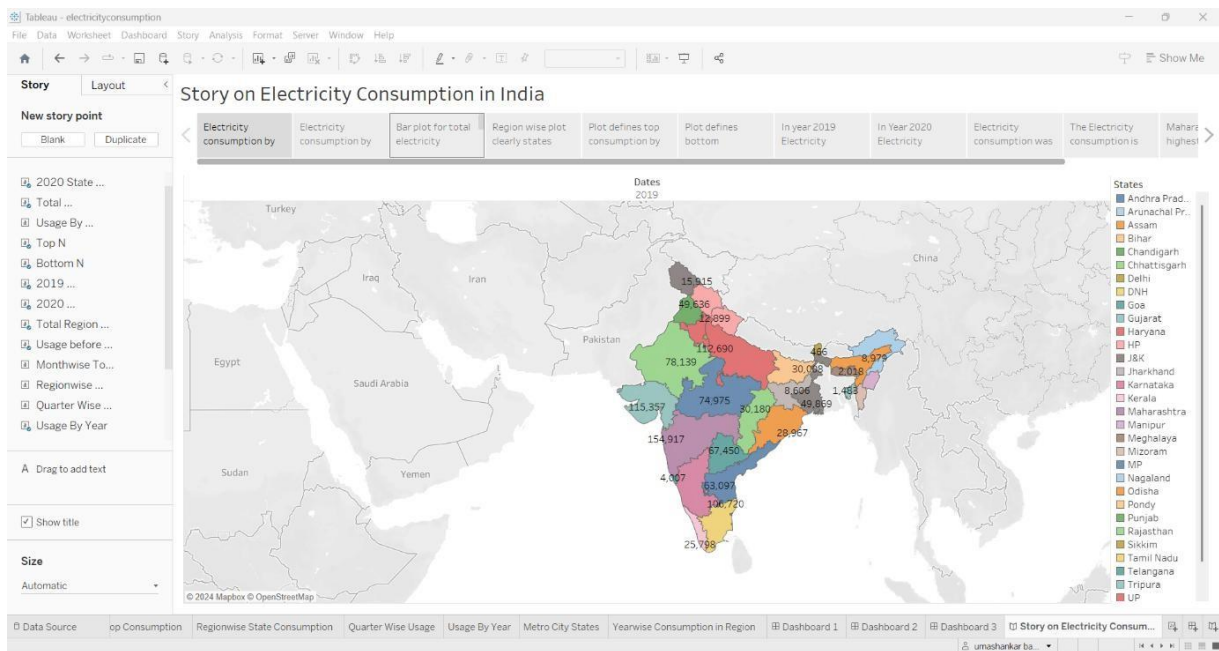 Tableau - electricityconsumption
File Data Worksheet Dashboard Story Analysis Format Server Window Help
Show Me
Story Layout
New story point
Blank Duplicate
2020 State ...
Total ...
Usage By ...
Top N
Bottom N
2019 ...
2020 ...
Total Region ...
Usage before ...
Monthwise To...
Regionwise ...
Quarter Wise ...
Usage By Year
A Drag to add text
Show title
Size
Automatic
Story on Electricity Consumption in India
Electricity
consumption by
Electricity
consumption by
Bar plot for total
electricity
Region wise plot
clearly states
Plot defines top
consumption by
Plot defines
bottom
In year 2019
Electricity
In Year 2020
Electricity
Electricity
consumption was
The Electricity
consumption is
Mahara
highest
Dates
2019
Turkey
China
Iraq
Iran
Pakistan
Egypt
Saudi Arabia
Sudan
Yemen
15,915
49,636
12,899
112,690
466
78,139
30,008
2,018
8,979
8,606
1,483
115,357
74,975
30,180
49,869
154,917
28,967
67,450
4,007
63,097
106,720
25,798
© 2024 Mapbox © OpenStreetMap
States
Andhra Prad..
Arunachal Pr..
Assam
Bihar
Chandigarh
Chhattisgarh
Delhi
DNH
Goa
Gujarat
Haryana
HP
J&K
Jharkhand
Karnataka
Kerala
Maharashtra
Manipur
Meghalaya
Mizoram
MP
Nagaland
Odisha
Pondy
Punjab
Rajasthan
Sikkim
Tamil Nadu
Telangana
Tripura
UP
Data Source op Consumption Regionwise State Consumption Quarter Wise Usage Usage By Year Metro City States Yearwise Consumption in Region Dashboard 1 Dashboard 2 Dashboard 3 Story on Electricity Consum...
umashankar ba...